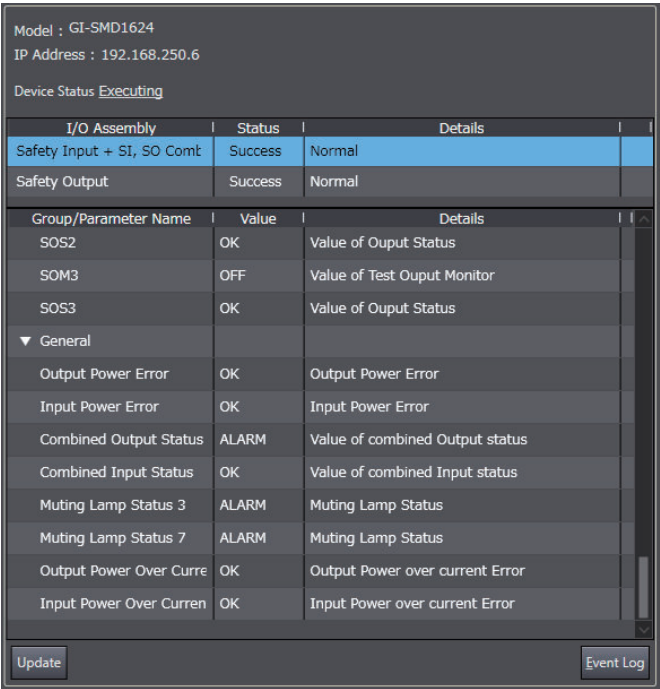 Model : GI-SMD1624
IP Address : 192.168.250.6
Device Status Executing
I/O Assembly Status Details
Safety Input + SI, SO Comb Success Normal
Safety Output Success Normal
Group/Parameter Name Value Details
SOS2 OK Value of Ouput Status
SOM3 OFF Value of Test Ouput Monitor
SOS3 OK Value of Ouput Status
▼ General
Output Power Error OK Output Power Error
Input Power Error OK Input Power Error
Combined Output Status ALARM Value of combined Output status
Combined Input Status OK Value of combined Input status
Muting Lamp Status 3 ALARM Muting Lamp Status
Muting Lamp Status 7 ALARM Muting Lamp Status
Output Power Over Curre OK Output Power over current Error
Input Power Over Curren OK Input Power over current Error
Update Event Log